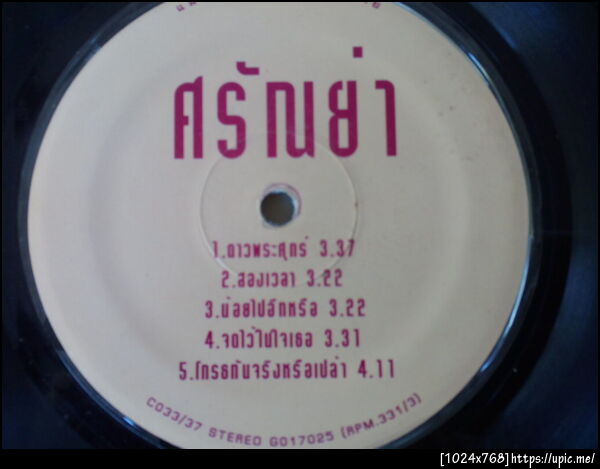 ศรัณย่า
1.ดาวพระศุกร์ 3.37
2.สองเวลา 3.22
3.น้อยไปอีกหรือ 3.22
4.จดไว้ในใจเธอ 3.31
5.โกรธกันจริงหรือเปล่า 4.11
C033/37 STEREO G017025 (RPM.331/3)
[1024x768]https://upic.me/